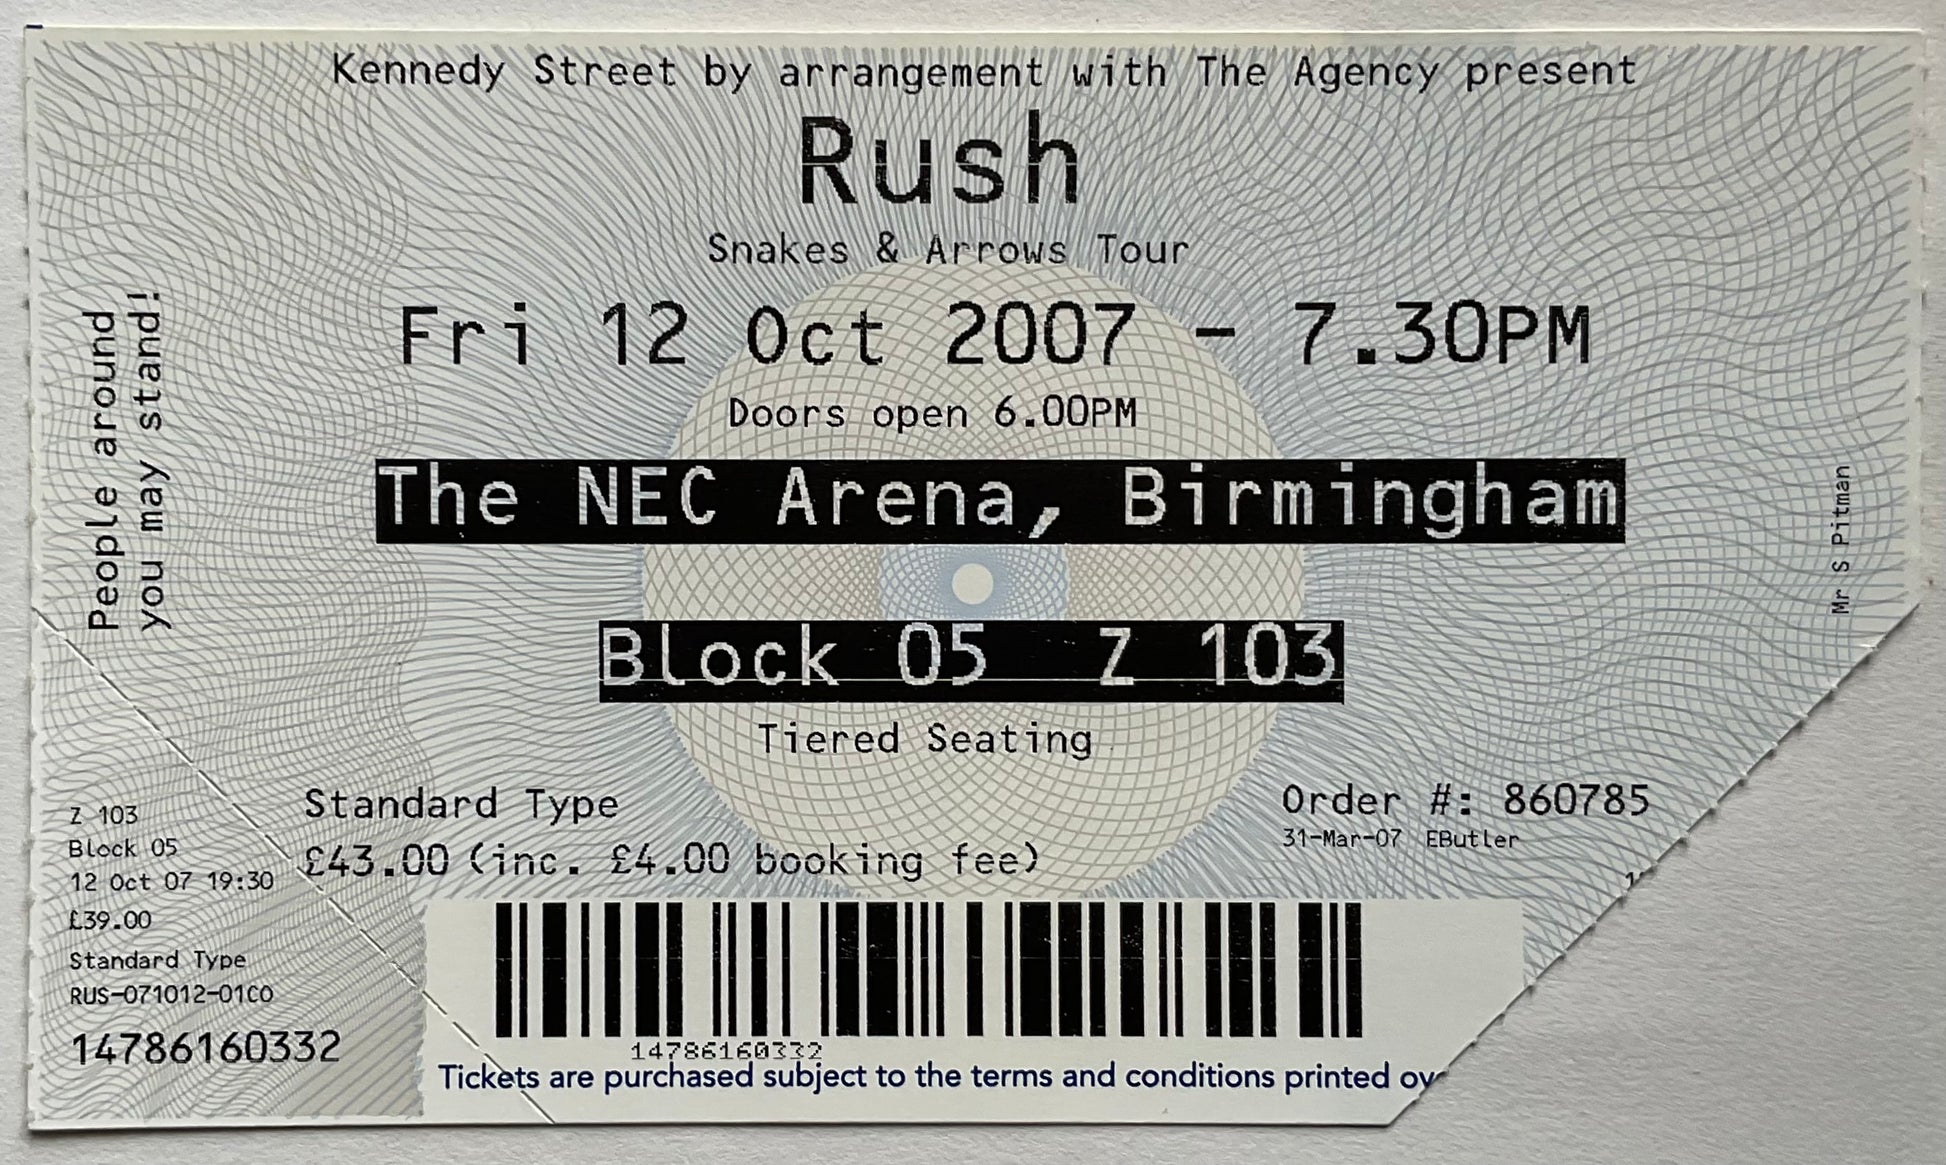 Kennedy Street by arrangement with The Agency present
Rush
Snakes & Arrows Tour
Fri 12 Oct 2007 - 7.30PM
Doors open 6.00PM
The NEC Arena, Birmingham
Block 05 Z 103
Tiered Seating
Standard Type
£43.00 (inc. £4.00 booking fee)
Order #: 860785
31-Mar-07 EButler
14786160332
Tickets are purchased subject to the terms and conditions printed
People around
you may stand!
Z 103
Block 05
12 Oct 07 19:30
£39.00
Standard Type
RUS-071012-01CO
14786160332
Mr S Pitman